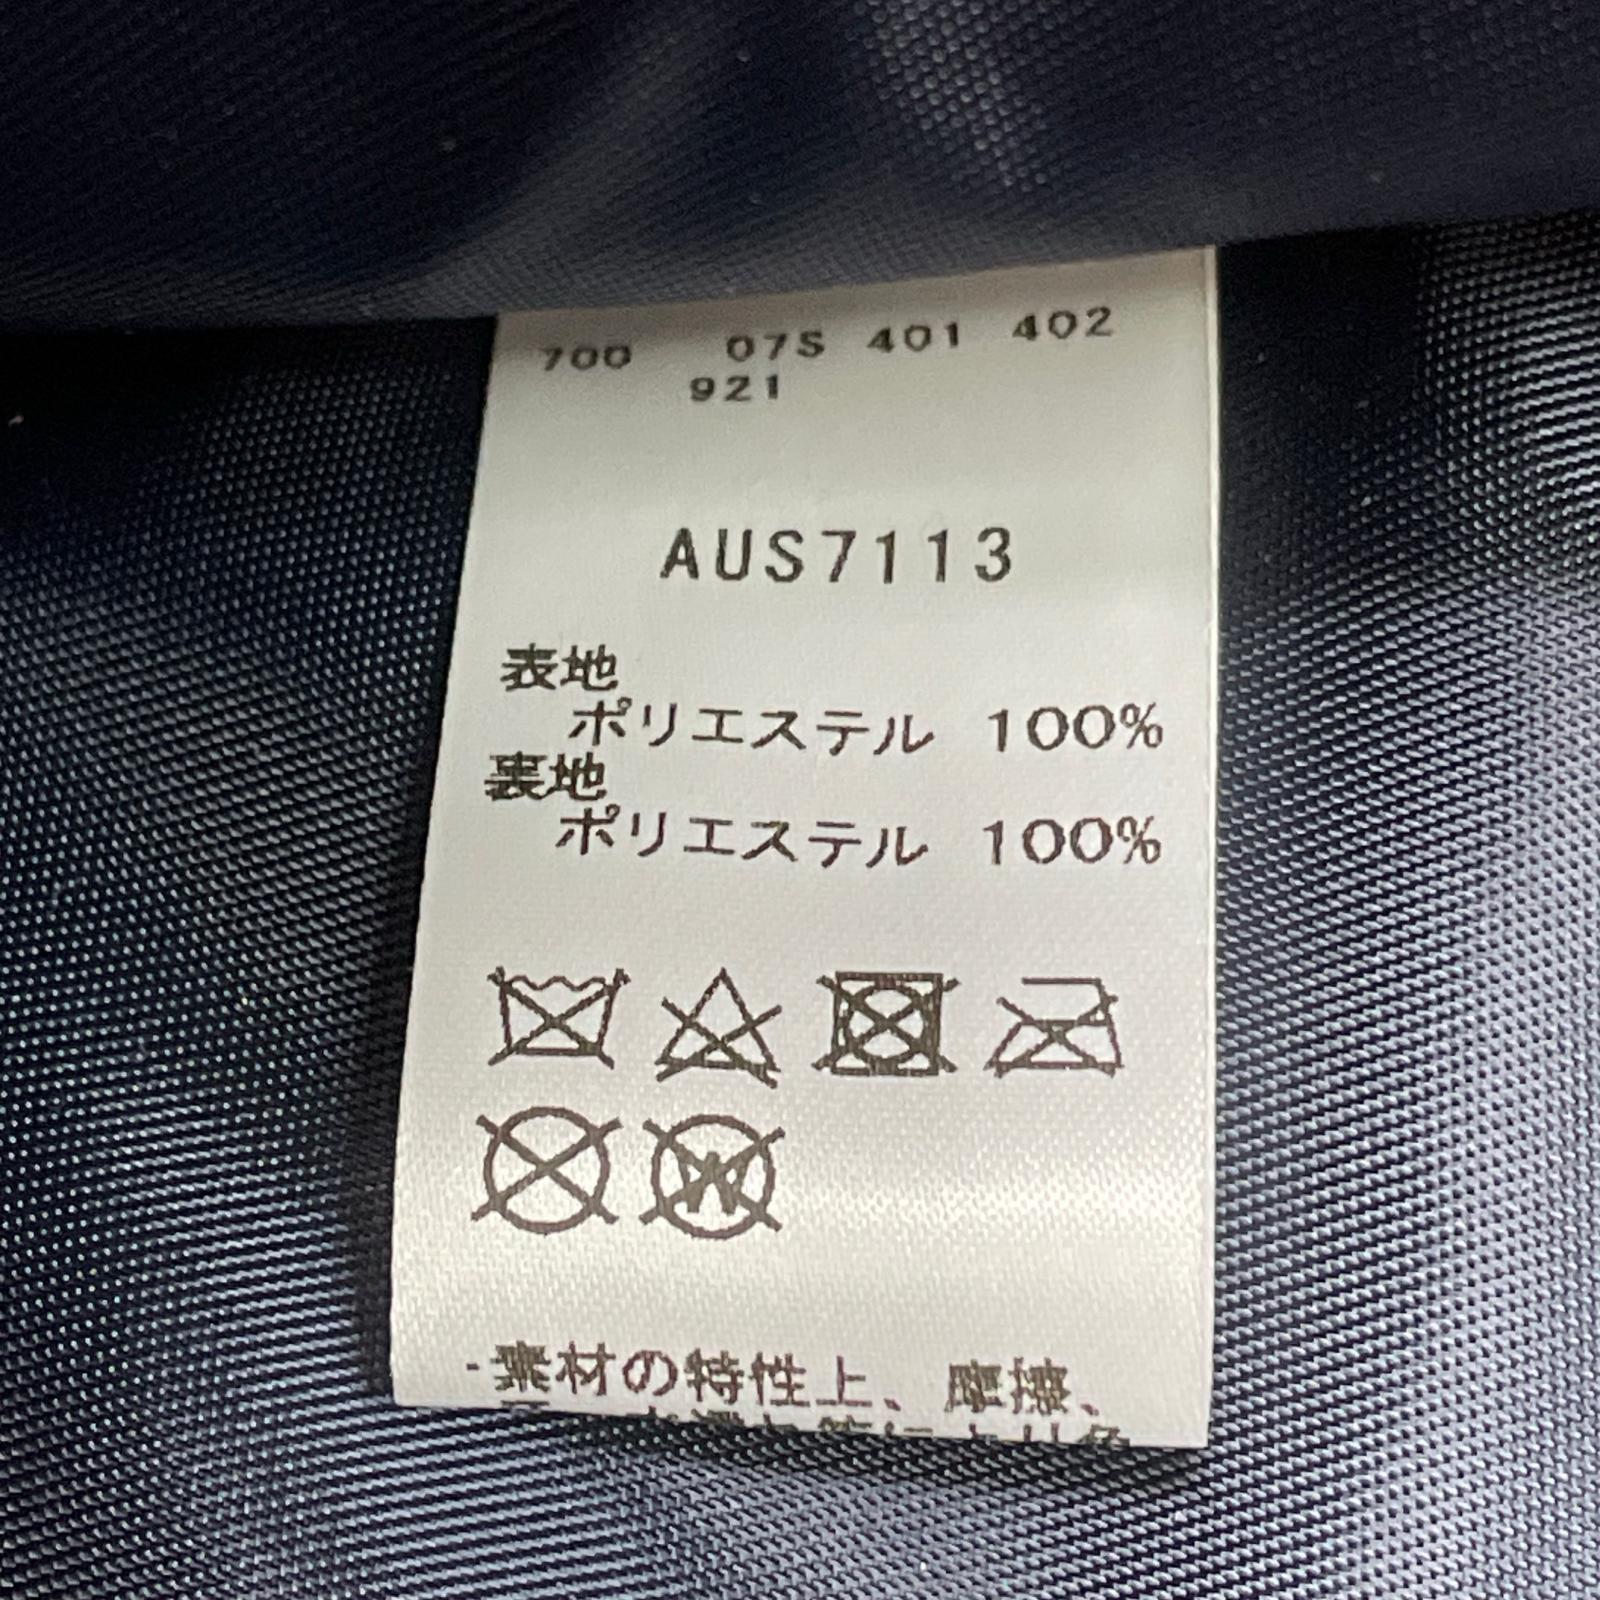 700 07S 401 402
921
AUS7113
表地
ポリエステル 100%
裏地
ポリエステル 100%
W
・素材の特性上、摩擦、